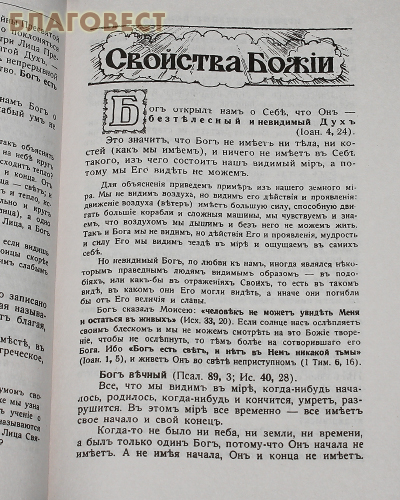 БЛАГОВЕСТ
Свойства Божіи
Богъ открылъ намъ о Себѣ, что Онъ —
безтѣлесный и невидимый Духъ
(Іоан. 4, 24).
Это значитъ, что Богъ не имѣетъ ни тѣла, ни ко-
стей (какъ мы имѣемъ), и ничего не имѣетъ въ Себѣ
такого, изъ чего состоитъ нашъ видимый міръ, а пото-
му мы Его видѣть не можемъ.
Для объясненія приведемъ примѣръ изъ нашего земного мі-
ра. Мы не видимъ воздуха, но видимъ его дѣйствія и проявленія:
движеніе воздуха (вѣтеръ) имѣетъ большую силу, способную дви-
гать большіе корабли и сложныя машины, мы чувствуемъ и зна-
емъ, что воздухомъ мы дышимъ и безъ него не можемъ жить.
Такъ и Бога мы не видимъ, но дѣйствія Его и проявленія, мудрость
и силу Его мы видимъ вездѣ въ мірѣ и ощущаемъ въ самихъ
себѣ.
Но невидимый Богъ, по любви къ намъ, иногда являлся нѣ-
которымъ праведнымъ людямъ видимымъ образомъ — въ подо-
біяхъ, или какъ-бы въ отраженіяхъ Своихъ, то есть въ такомъ
видѣ, въ какомъ они Его могли видѣть, а иначе они погибли
бы отъ Его величія и славы.
Богъ сказалъ Моисею: «человѣкъ не можетъ увидѣть Меня
и остаться въ живыхъ» (Исх. 33, 20). Если солнце насъ ослѣпляетъ
своимъ блескомъ и мы не можемъ смотрѣть на это Божіе творе-
ніе, чтобы не ослѣпнуть, то тѣмъ болѣе на сотворившаго его
Бога. Ибо «Богъ есть свѣтъ, и нѣтъ въ Немъ никакой тьмы»
(Іоан. 1, 5), и живетъ Онъ во свѣтѣ неприступномъ (1 Тим. 6, 16).
Богъ вѣчный (Псал. 89, 3; Ис. 40, 28).
Все, что мы видимъ въ мірѣ, когда-нибудь нача-
лось, родилось, когда-нибудь и кончится, умретъ, раз-
рушится. Въ этомъ мірѣ все временно — все имѣетъ
свое начало и свой конецъ.
Когда-то не было ни неба, ни земли, ни времени,
а былъ только одинъ Богъ, потому-что Онъ начала не
имѣетъ. А не имѣя начала, Онъ и конца не имѣетъ.